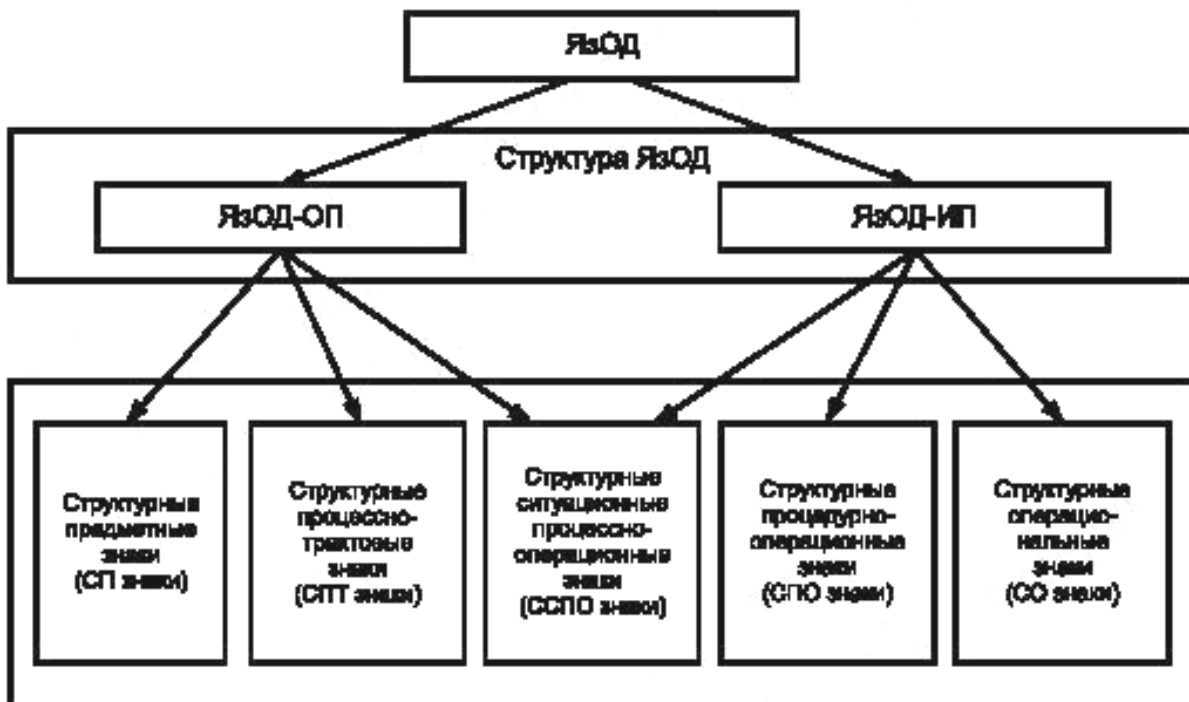 ЯзОД
Структура ЯзОД
ЯзОД-ОП
ЯзОД-ИП
Структурные
предметные
знаки
(СП знаки)
Структурные
процессно-
трактовые
знаки
(СПТ знаки)
Структурные
ситуационные
процессно-
операционные
знаки
(ССПО знаки)
Структурные
процедурно-
операционные
знаки
(СПО знаки)
Структурные
операцио-
нальные
знаки
(СО знаки)